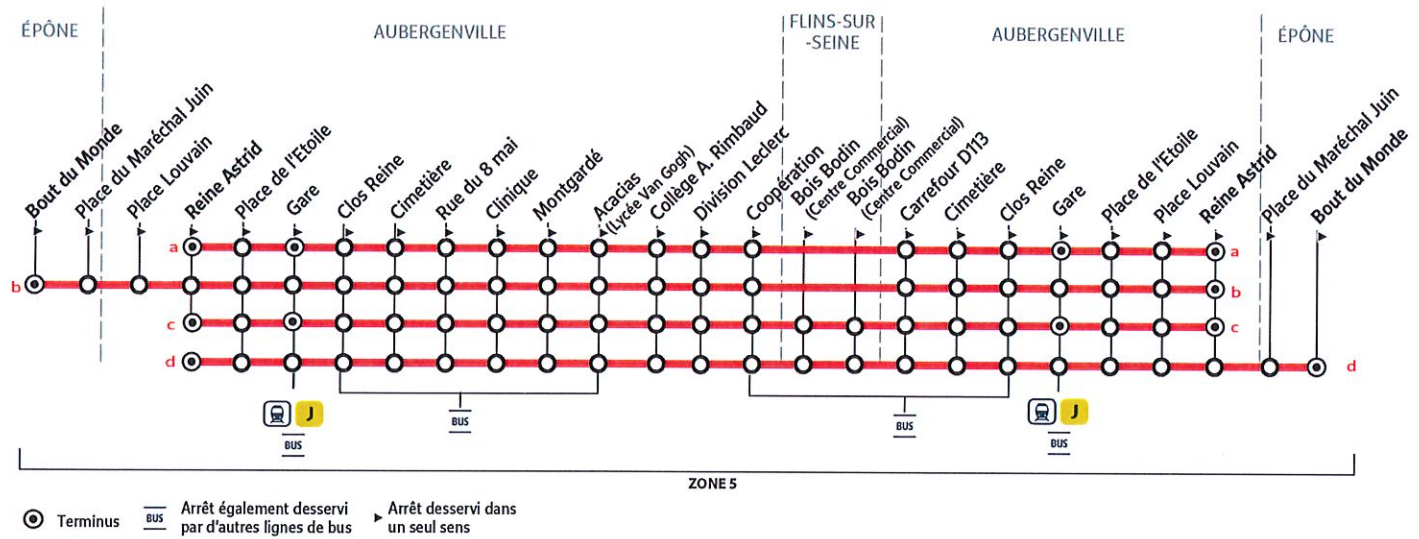 ÉPÔNE
AUBERGENVILLE
FLINS-SUR
-SEINE
AUBERGENVILLE
ÉPÔNE
Bout du Monde
Place du Maréchal Juin
Place Louvain
Reine Astrid
Place de l'Etoile
Gare
Clos Reine
Cimetière
Rue du 8 mai
Clinique
Montgardé
Acacias
(Lycée Van Gogh)
Collège A. Rimbaud
Division Leclerc
Coopération
Bois Bodin
(Centre Commercial)
Bois Bodin
(Centre Commercial)
Carrefour D113
Cimetière
Clos Reine
Gare
Place de l'Etoile
Place Louvain
Reine Astrid
Place du Maréchal Juin
Bout du Monde
a
a
b
b
c
c
d
d
J
BUS
BUS
BUS
J
BUS
ZONE 5
Terminus
BUS
Arrêt également desservi
par d'autres lignes de bus
Arrêt desservi dans
un seul sens